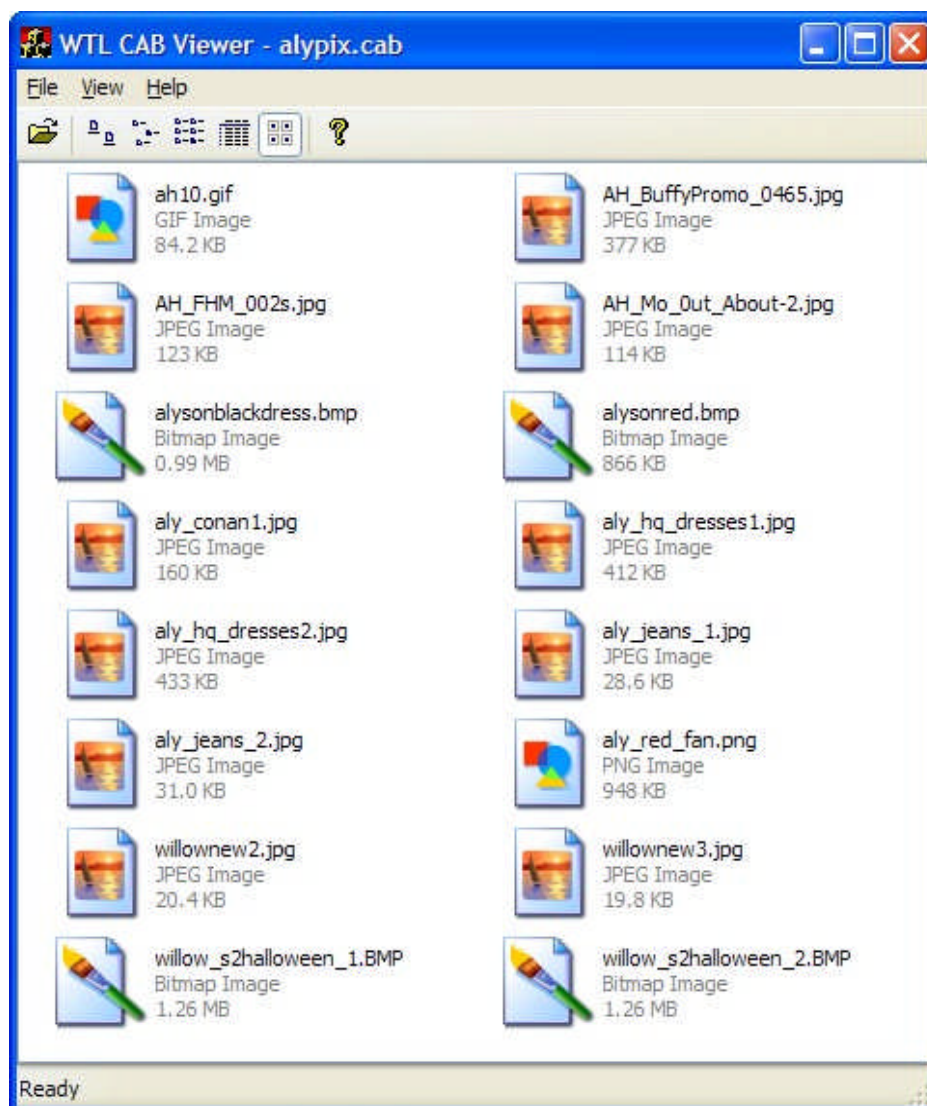 WTL CAB Viewer - alypix.cab
File View Help
ah10.gif
GIF Image
84.2 KB
AH_BuffyPromo_0465.jpg
JPEG Image
377 KB
AH_FHM_002s.jpg
JPEG Image
123 KB
AH_Mo_0ut_About-2.jpg
JPEG Image
114 KB
alysonblackdress.bmp
Bitmap Image
0.99 MB
alysonred.bmp
Bitmap Image
866 KB
aly_conan1.jpg
JPEG Image
160 KB
aly_hq_dresses1.jpg
JPEG Image
412 KB
aly_hq_dresses2.jpg
JPEG Image
433 KB
aly_jeans_1.jpg
JPEG Image
28.6 KB
aly_jeans_2.jpg
JPEG Image
31.0 KB
aly_red_fan.png
PNG Image
948 KB
willownew2.jpg
JPEG Image
20.4 KB
willownew3.jpg
JPEG Image
19.8 KB
willow_s2halloween_1.BMP
Bitmap Image
1.26 MB
willow_s2halloween_2.BMP
Bitmap Image
1.26 MB
Ready